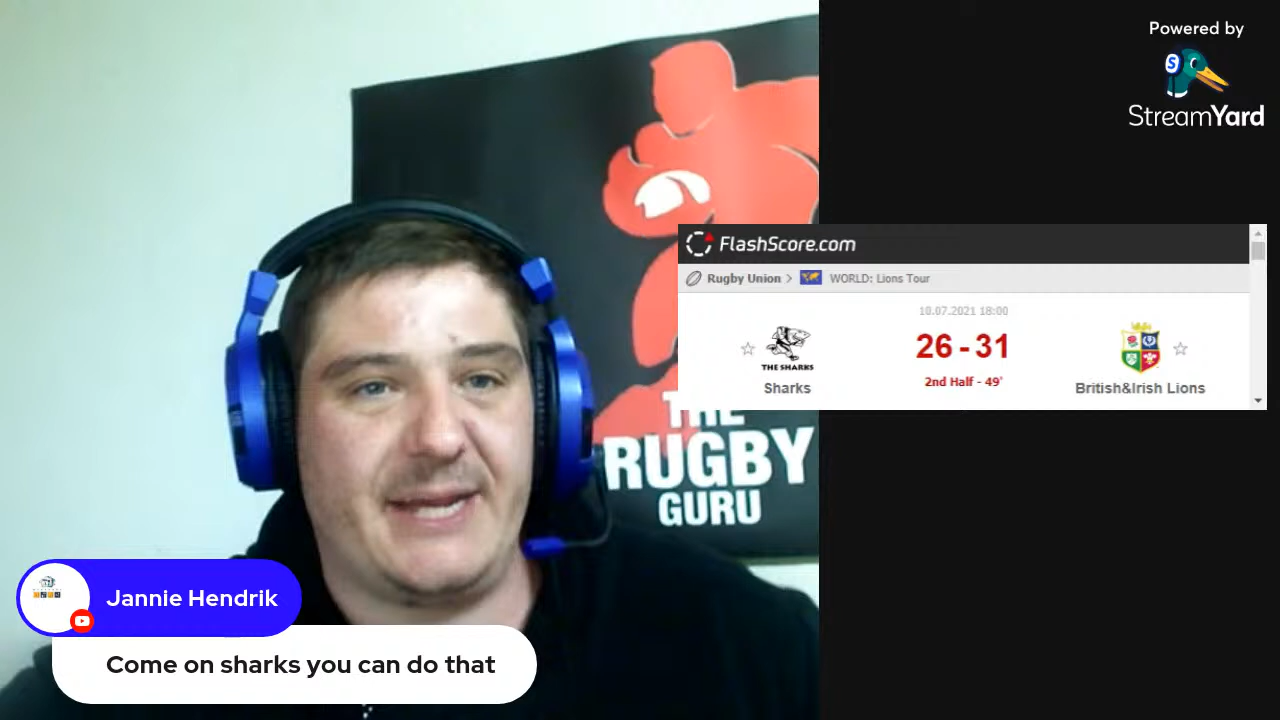 Powered by
StreamYard
FlashScore.com
Rugby Union > WORLD: Lions Tour
10.07.2021 18:00
26 - 31
THE SHARKS
2nd Half - 49'
Sharks
British&Irish Lions
THE
RUGBY
GURU
Jannie Hendrik
Come on sharks you can do that